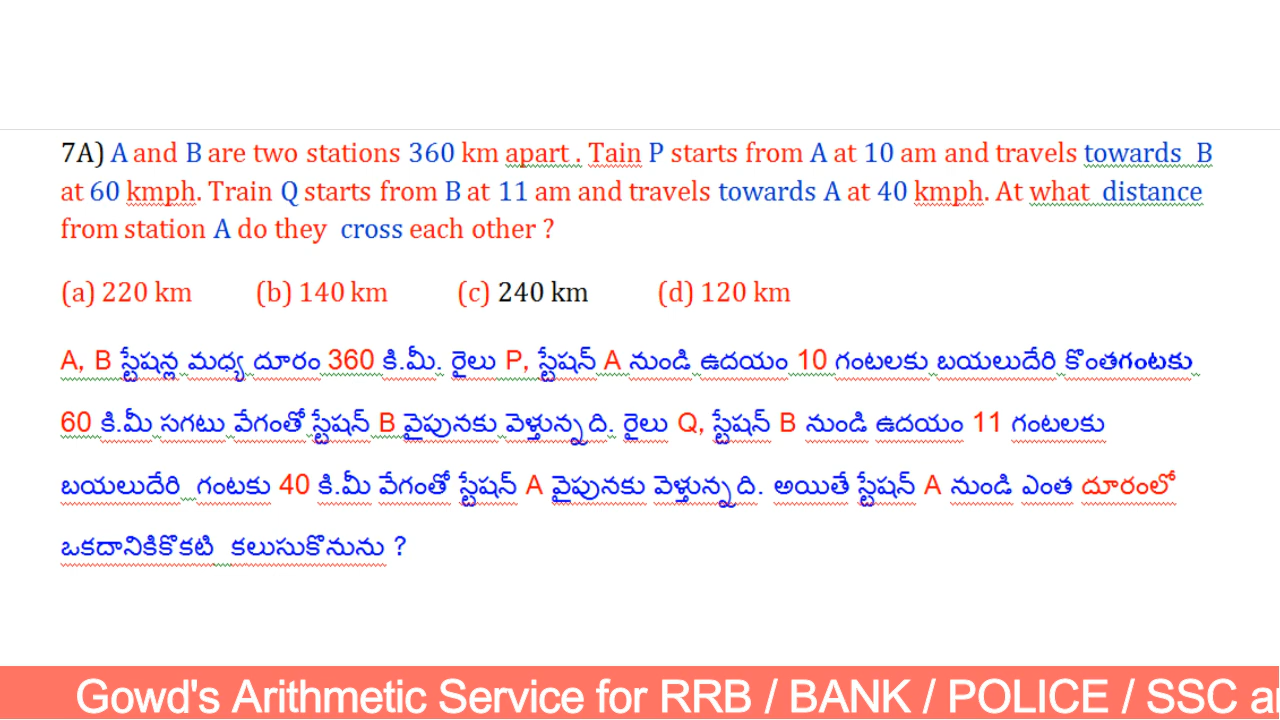 7A) A and B are two stations 360 km apart . Tain P starts from A at 10 am and travels towards B
at 60 kmph. Train Q starts from B at 11 am and travels towards A at 40 kmph. At what distance
from station A do they cross each other ?
(a) 220 km (b) 140 km (c) 240 km (d) 120 km
A, B స్టేషన్ల మధ్య దూరం 360 కి.మీ. రైలు P, స్టేషన్ A నుండి ఉదయం 10 గంటలకు బయలుదేరి కొంతగంటకు
60 కి.మీ సగటు వేగంతో స్టేషన్ B వైపునకు వెళ్తున్నది. రైలు Q, స్టేషన్ B నుండి ఉదయం 11 గంటలకు
బయలుదేరి గంటకు 40 కి.మీ వేగంతో స్టేషన్ A వైపునకు వెళ్తున్నది. అయితే స్టేషన్ A నుండి ఎంత దూరంలో
ఒకదానికికొకటి కలుసుకొనును ?
Gowd's Arithmetic Service for RRB / BANK / POLICE / SSC